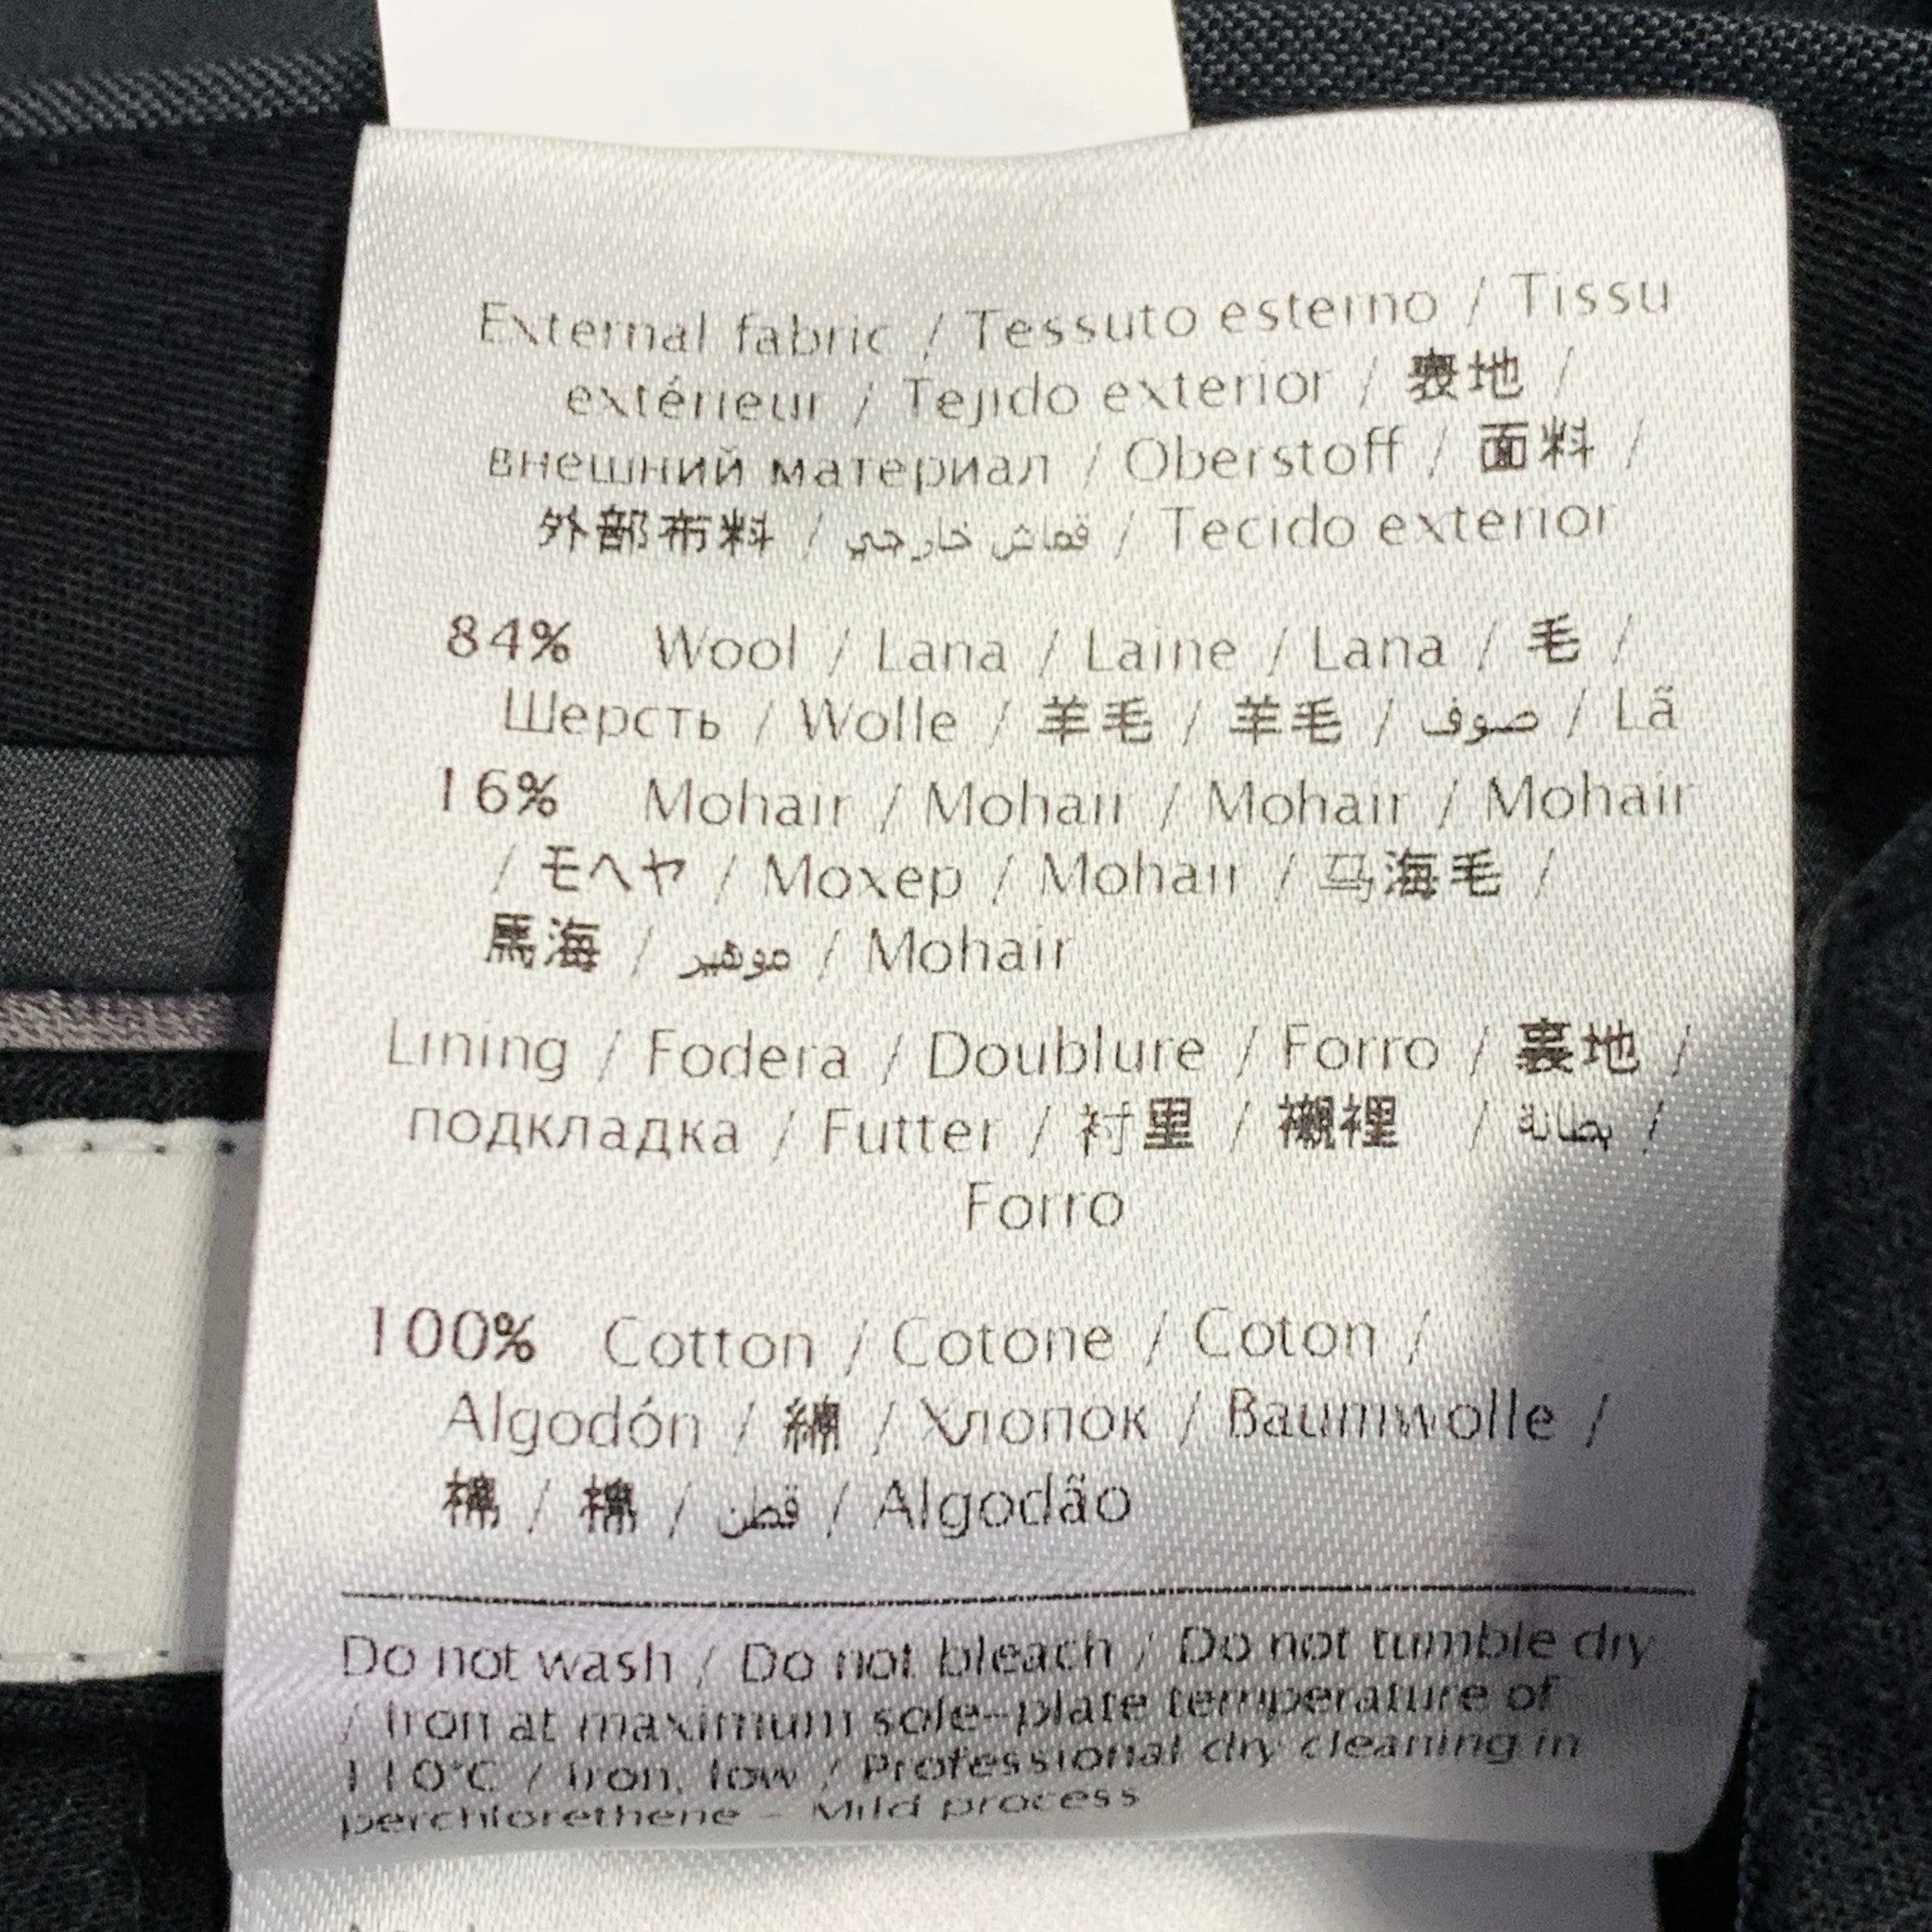 External fabric / Tessuto esterno / Tissu
extérieur / Tejido exterior / 表地 /
внешний материал / Oberstoff / 面料 /
外部布料 / قماش خارجي / Tecido exterior
84% Wool / Lana / Laine / Lana / 毛 /
Шерсть / Wolle / 羊毛 / 羊毛 / صوف / Lã
16% Mohair / Mohair / Mohair / Mohair
/ モヘヤ / Мохер / Mohair / 马海毛 /
馬海 / موهير / Mohair
Lining / Fodera / Doublure / Forro / 裏地 /
подкладка / Futter / 衬里 / 襯裡 / بطانة /
Forro
100% Cotton / Cotone / Coton /
Algodón / 綿 / Хлопок / Baumwolle /
棉 / 棉 / قطن / Algodão
Do not wash / Do not bleach / Do not tumble dry
/ Iron at maximum sole-plate temperature of
110°C / Iron, low / Professional dry cleaning in
perchlorethene - Mild process